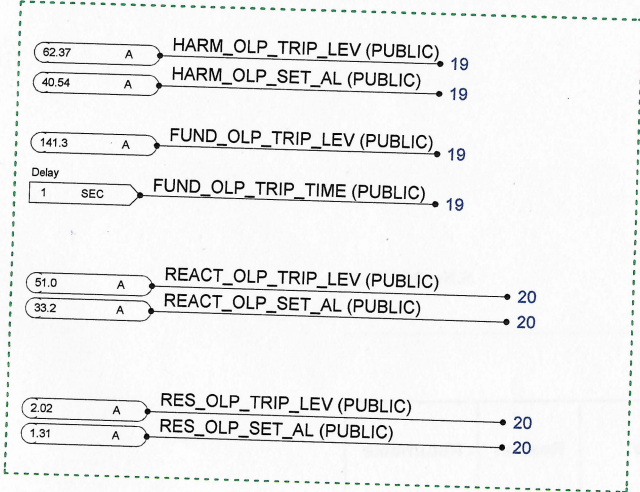 62.37 A HARM_OLP_TRIP_LEV (PUBLIC) 19
40.54 A HARM_OLP_SET_AL (PUBLIC) 19
141.3 A FUND_OLP_TRIP_LEV (PUBLIC) 19
Delay
1 SEC FUND_OLP_TRIP_TIME (PUBLIC) 19
51.0 A REACT_OLP_TRIP_LEV (PUBLIC) 20
33.2 A REACT_OLP_SET_AL (PUBLIC) 20
2.02 A RES_OLP_TRIP_LEV (PUBLIC) 20
1.31 A RES_OLP_SET_AL (PUBLIC) 20